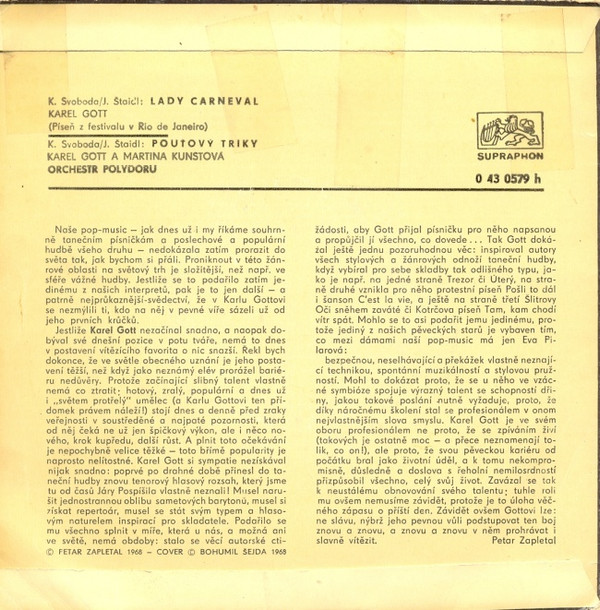 K. Svoboda/J. Štaidl: LADY CARNEVAL
KAREL GOTT
(Píseň z festivalu v Rio de Janeiro)
K. Svoboda/J. Štaidl: POUŤOVÝ TRIKY
KAREL GOTT A MARTINA KUNSTOVÁ
ORCHESTR POLYDORU
SUPRAPHON
0 43 0579 h
Naše pop-music — jak dnes už i my říkáme souhrn-
ně tanečním písničkám a poslechové a populární
hudbě všeho druhu — nedokázala zatím prorazit do
světa tak, jak bychom si přáli. Proniknout v této žán-
rové oblasti na světový trh je složitější, než např. ve
sféře vážné hudby. Jestliže se to podařilo zatím je-
dinému z našich interpretů, pak je to jen další — a
patrně nejprůkaznější-svědectví, že v Karlu Gottovi
se nezmýlili ti, kdo na něj v pevné víře sázeli už od
jeho prvních krůčků.
Jestliže Karel Gott nezačínal snadno, a naopak do-
býval své dnešní pozice v potu tváře, nemá to dnes
v postavení vítězícího favorita o nic snazší. Řekl bych
dokonce, že ve světle obecného uznání je jeho posta-
vení těžší, než když jako neznámý elév prorážel barié-
ru nedůvěry. Protože začínající slibný talent vlastně
nemá co ztratit; hotový, zralý, populární a dnes už
i „světem protřelý" umělec (a Karlu Gottovi ten pří-
domek právem náleží!) stojí dnes a denně před zraky
veřejnosti v soustředěné a napjaté pozornosti, která
od něj čeká ne už jen špičkový výkon, ale i něco no-
vého, krok kupředu, další růst. A plnit toto očekávání
je nepochybně velice těžké — toto břímě popularity je
naprosto nelítostné. Karel Gott si sympatie nezískával
nijak snadno: poprvé po drahné době přinesl do ta-
neční hudby znovu tenorový hlasový rozsah, který jsme
tu od časů Járy Pospíšila vlastně neznali! Musel naru-
šit jednostrannou oblibu sametových barytonů, musel si
získat repertoár, musel se stát svým typem a hlaso-
vým naturelem inspirací pro skladatele. Podařilo se
mu všechno splnit v míře, která u nás, a možná ani
ve světě, nemá obdoby: stalo se věcí autorské cti-
© FETAR ZAPLETAL 1968 — COVER © BOHUMIL ŠEJDA 1968
žádosti, aby Gott přijal písničku pro něho napsanou
a propůjčil jí všechno, co dovede... Tak Gott doká-
zal ještě jednu pozoruhodnou věc: inspiroval autory
všech stylových a žánrových odnoží taneční hudby,
když vybíral pro sebe skladby tak odlišného typu, ja-
ko je např. na jedné straně Trezor či Úterý, na stra-
ně druhé vznikla pro něho protestní píseň Pošli to dál
i šanson C'est la vie, a ještě na straně třetí Šlitrovy
Oči sněhem zaváté či Kotrčova píseň Tam, kam chodí
vítr spát. Mohlo se to asi podařit jemu jedinému, pro-
tože jediný z našich pěveckých starů je vybaven tím,
co mezi dámami naší pop-music má jen Eva Pi-
larová:
bezpečnou, neselhávající a překážek vlastně neznají-
cí technikou, spontánní muzikálností a stylovou pruž-
ností. Mohl to dokázat proto, že se u něho ve vzác-
né symbióze spojuje výrazný talent se schopností dři-
ny, jakou takové poslání nutně vyžaduje, proto, že
díky náročnému školení stal se profesionálem v onom
nejvlastnějším slova smyslu. Karel Gott je ve svém
oboru profesionálem ne proto, že se zpíváním živí
(takových je ostatně moc — a přece neznamenají to-
lik, co on!), ale proto, že svou pěveckou kariéru od
počátku bral jako životní úděl, a k tomu nekompro-
misně, důsledně a doslova s řeholní nemilosrdností
přizpůsobil všechno, celý svůj život. Zavázal se tak
k neustálému obnovování svého talentu; tuhle roli
mu ovšem nemusíme závidět, protože je to úloha věč-
ného zápasu o příští den. Závidět ovšem Gottovi lze:
ne slávu, nýbrž jeho pevnou vůli podstupovat ten boj
znovu a znovu, a znovu a znovu v něm prohrávat i
slavně vítězit. Petar Zapletal